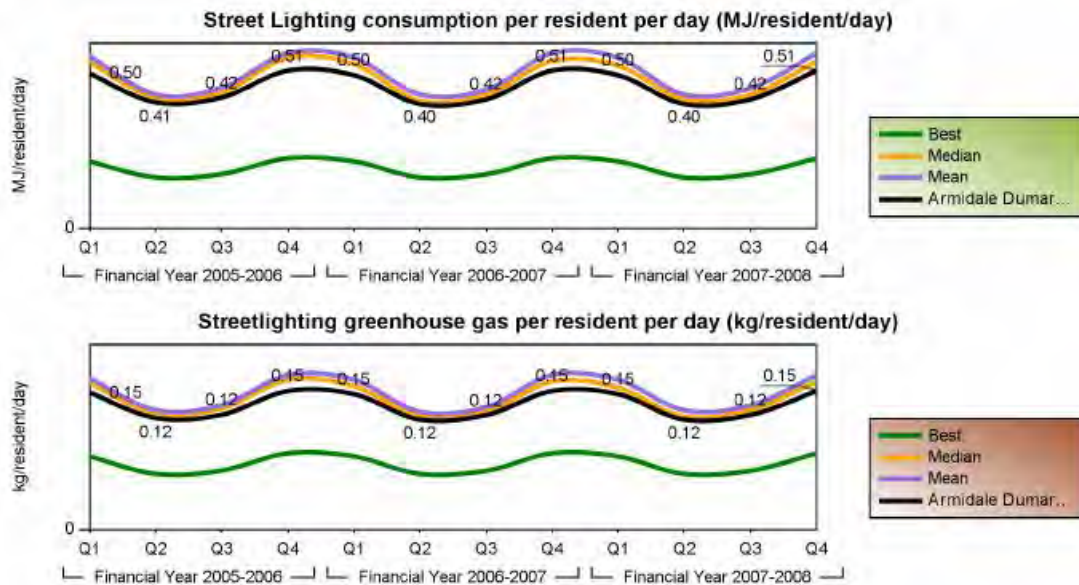 Street Lighting consumption per resident per day (MJ/resident/day)
MJ/resident/day
0.50 0.41 0.42 0.51 0.50 0.40 0.42 0.51 0.50 0.40 0.42 0.51
0
Q1 Q2 Q3 Q4 Q1 Q2 Q3 Q4 Q1 Q2 Q3 Q4
Financial Year 2005-2006 Financial Year 2006-2007 Financial Year 2007-2008
Best
Median
Mean
Armidale Dumar...
Streetlighting greenhouse gas per resident per day (kg/resident/day)
kg/resident/day
0.15 0.12 0.12 0.15 0.15 0.12 0.12 0.15 0.15 0.12 0.12 0.15
0
Q1 Q2 Q3 Q4 Q1 Q2 Q3 Q4 Q1 Q2 Q3 Q4
Financial Year 2005-2006 Financial Year 2006-2007 Financial Year 2007-2008
Best
Median
Mean
Armidale Dumar...